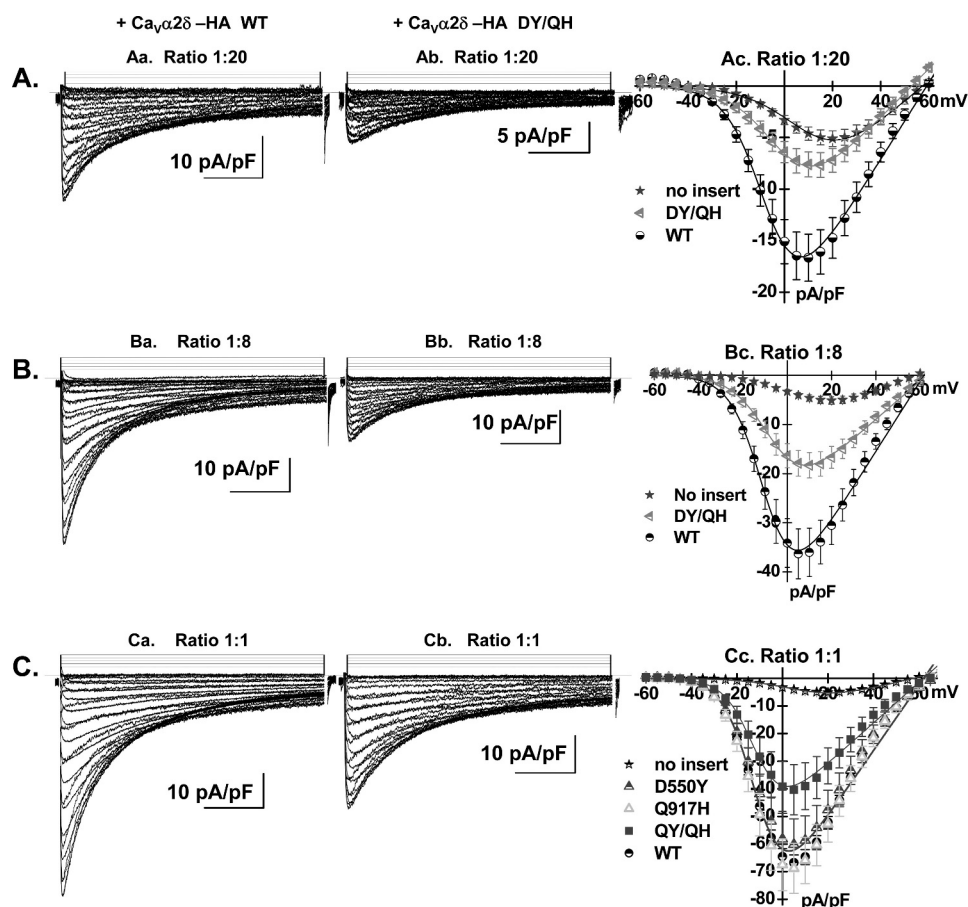 + CaVα2δ –HA WT
+ CaVα2δ –HA DY/QH
A.
Aa. Ratio 1:20
10 pA/pF
Ab. Ratio 1:20
5 pA/pF
Ac. Ratio 1:20
-60 -40 -20 20 40 60 mV
-5
-10
-15
-20
pA/pF
no insert
DY/QH
WT
B.
Ba. Ratio 1:8
10 pA/pF
Bb. Ratio 1:8
10 pA/pF
Bc. Ratio 1:8
-60 -40 -20 20 40 60 mV
-10
-20
-30
-40
pA/pF
No insert
DY/QH
WT
C.
Ca. Ratio 1:1
10 pA/pF
Cb. Ratio 1:1
10 pA/pF
Cc. Ratio 1:1
-60 -40 -20 20 40 60 mV
-10
-20
-30
-40
-50
-60
-70
-80
pA/pF
no insert
D550Y
Q917H
QY/QH
WT